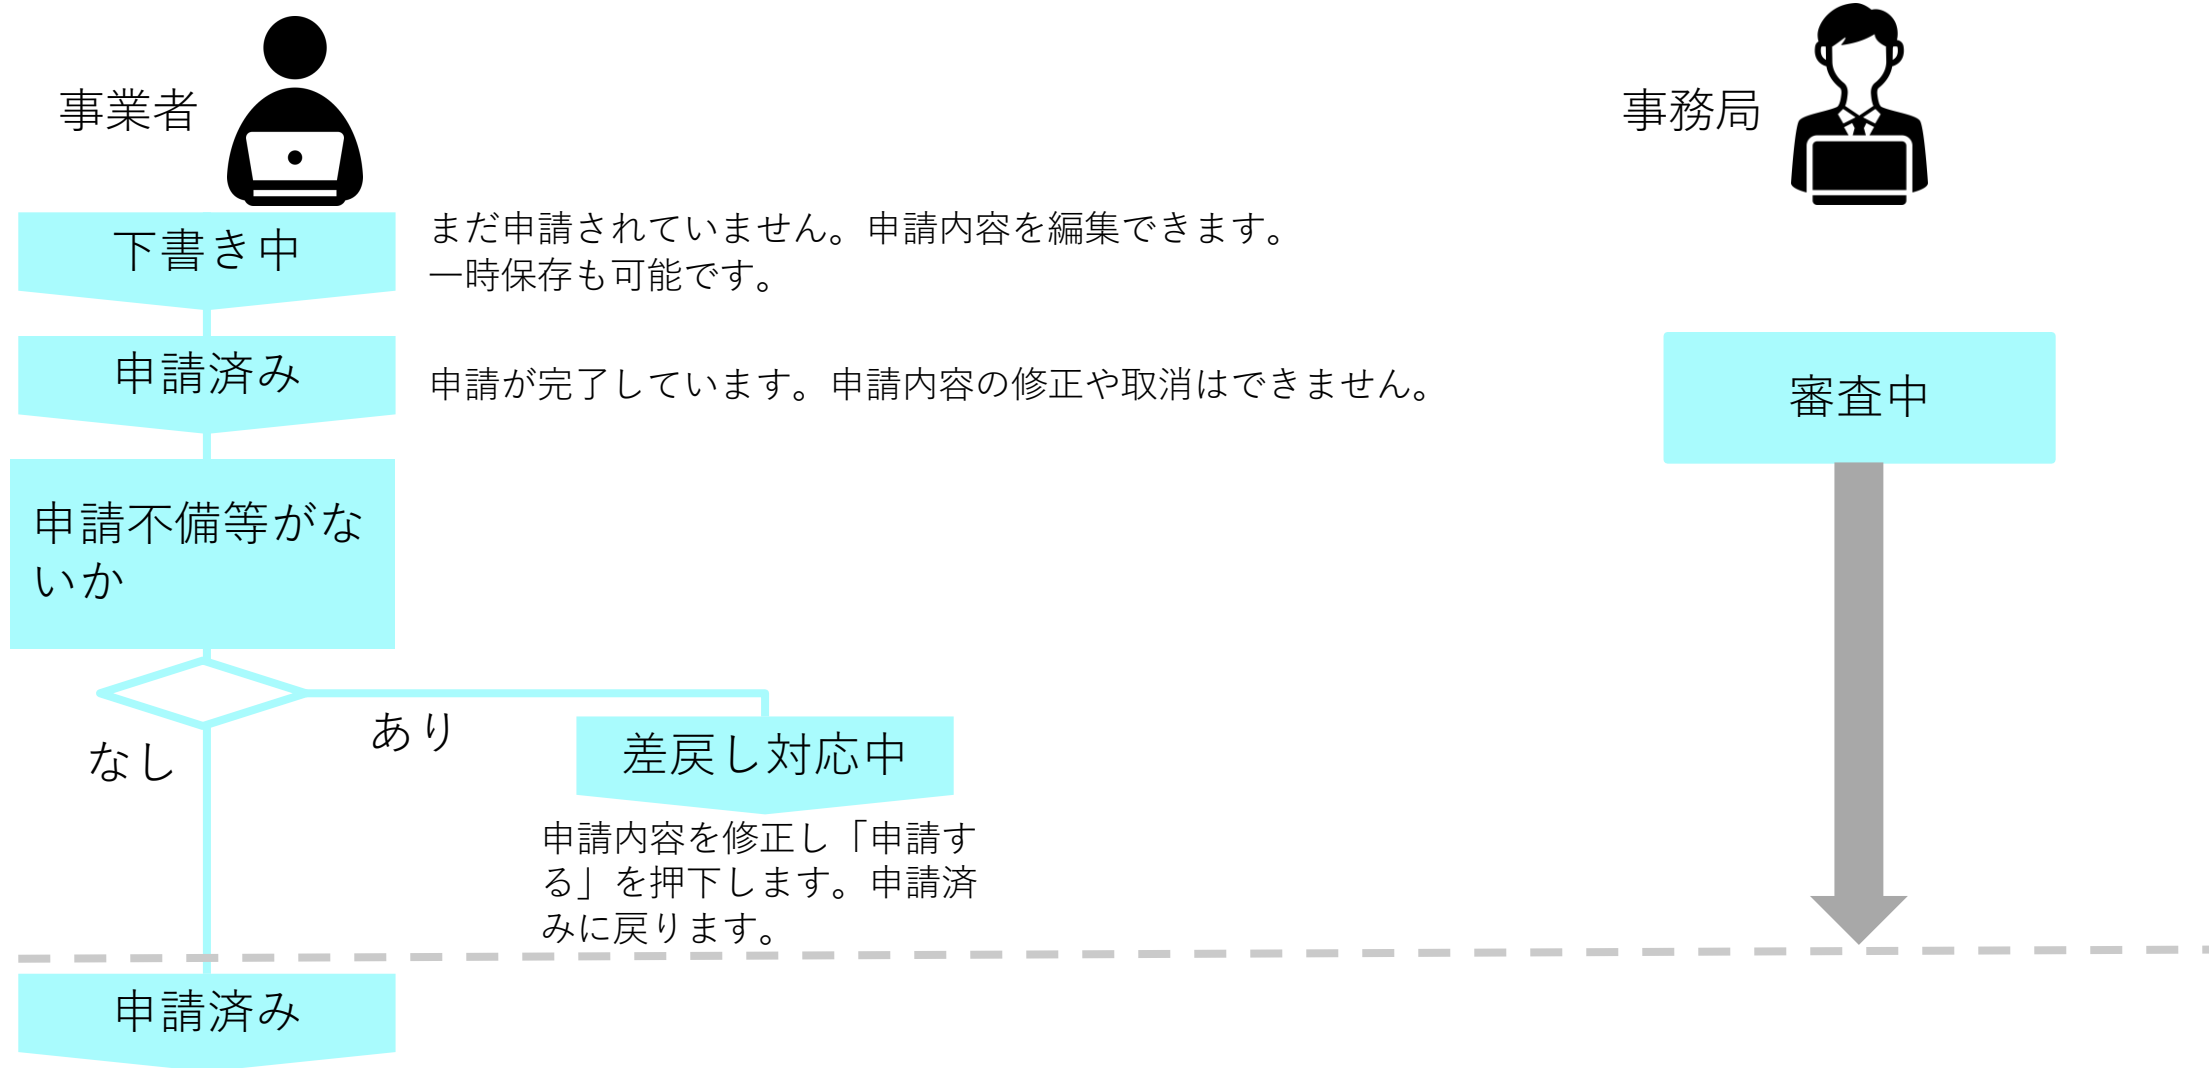 事業者
事務局
下書き中
まだ申請されていません。申請内容を編集できます。
一時保存も可能です。
申請済み
申請が完了しています。申請内容の修正や取消はできません。
審査中
申請不備等がな
いか
なし
あり
差戻し対応中
申請内容を修正し「申請す
る」を押下します。申請済
みに戻ります。
申請済み